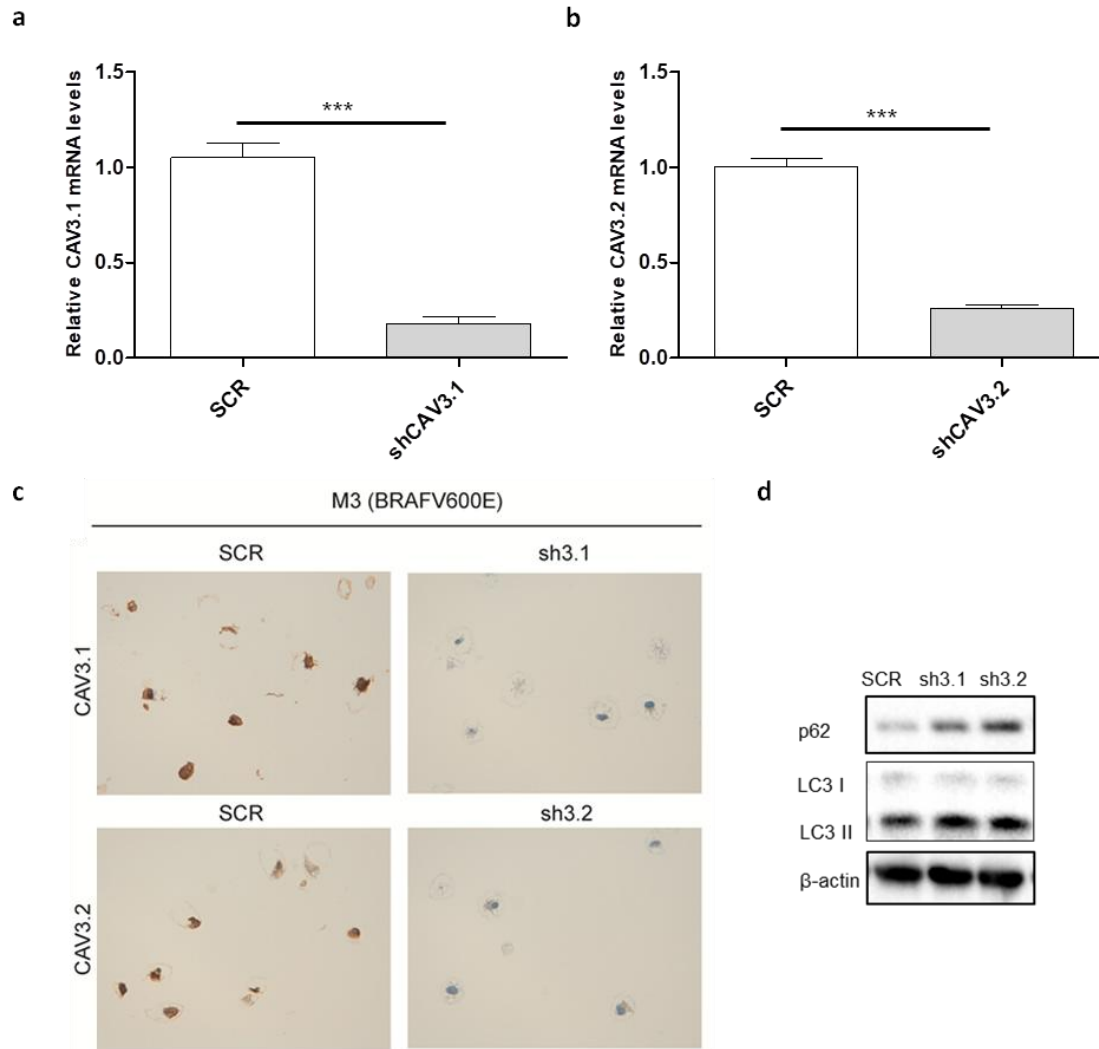 a
Relative CAV3.1 mRNA levels
1.5
1.0
0.5
0.0
***
SCR
shCAV3.1
b
Relative CAV3.2 mRNA levels
1.5
1.0
0.5
0.0
***
SCR
shCAV3.2
c
M3 (BRAFV600E)
SCR sh3.1
CAV3.1
SCR sh3.2
CAV3.2
d
SCR sh3.1 sh3.2
p62
LC3 I
LC3 II
β-actin